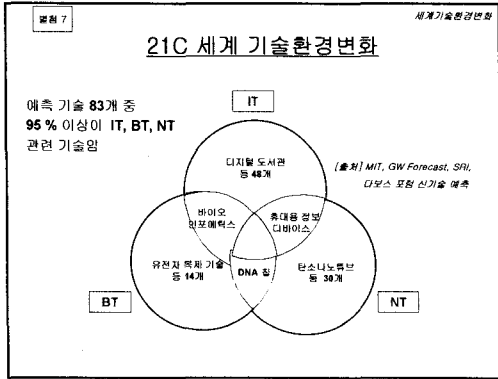 별첨 7
세계기술환경변화
21C 세계 기술환경변화
예측 기술 83개 중
95 % 이상이 IT, BT, NT
관련 기술임
IT
[출처] MIT, GW Forecast, SRI,
다보스 포럼 신기술 예측
디지털 도서관
등 48개
바이오
인포메틱스
휴대용 정보
디바이스
유전자 복제 기술
등 14개
DNA 칩
탄소나노튜브
등 30개
BT
NT